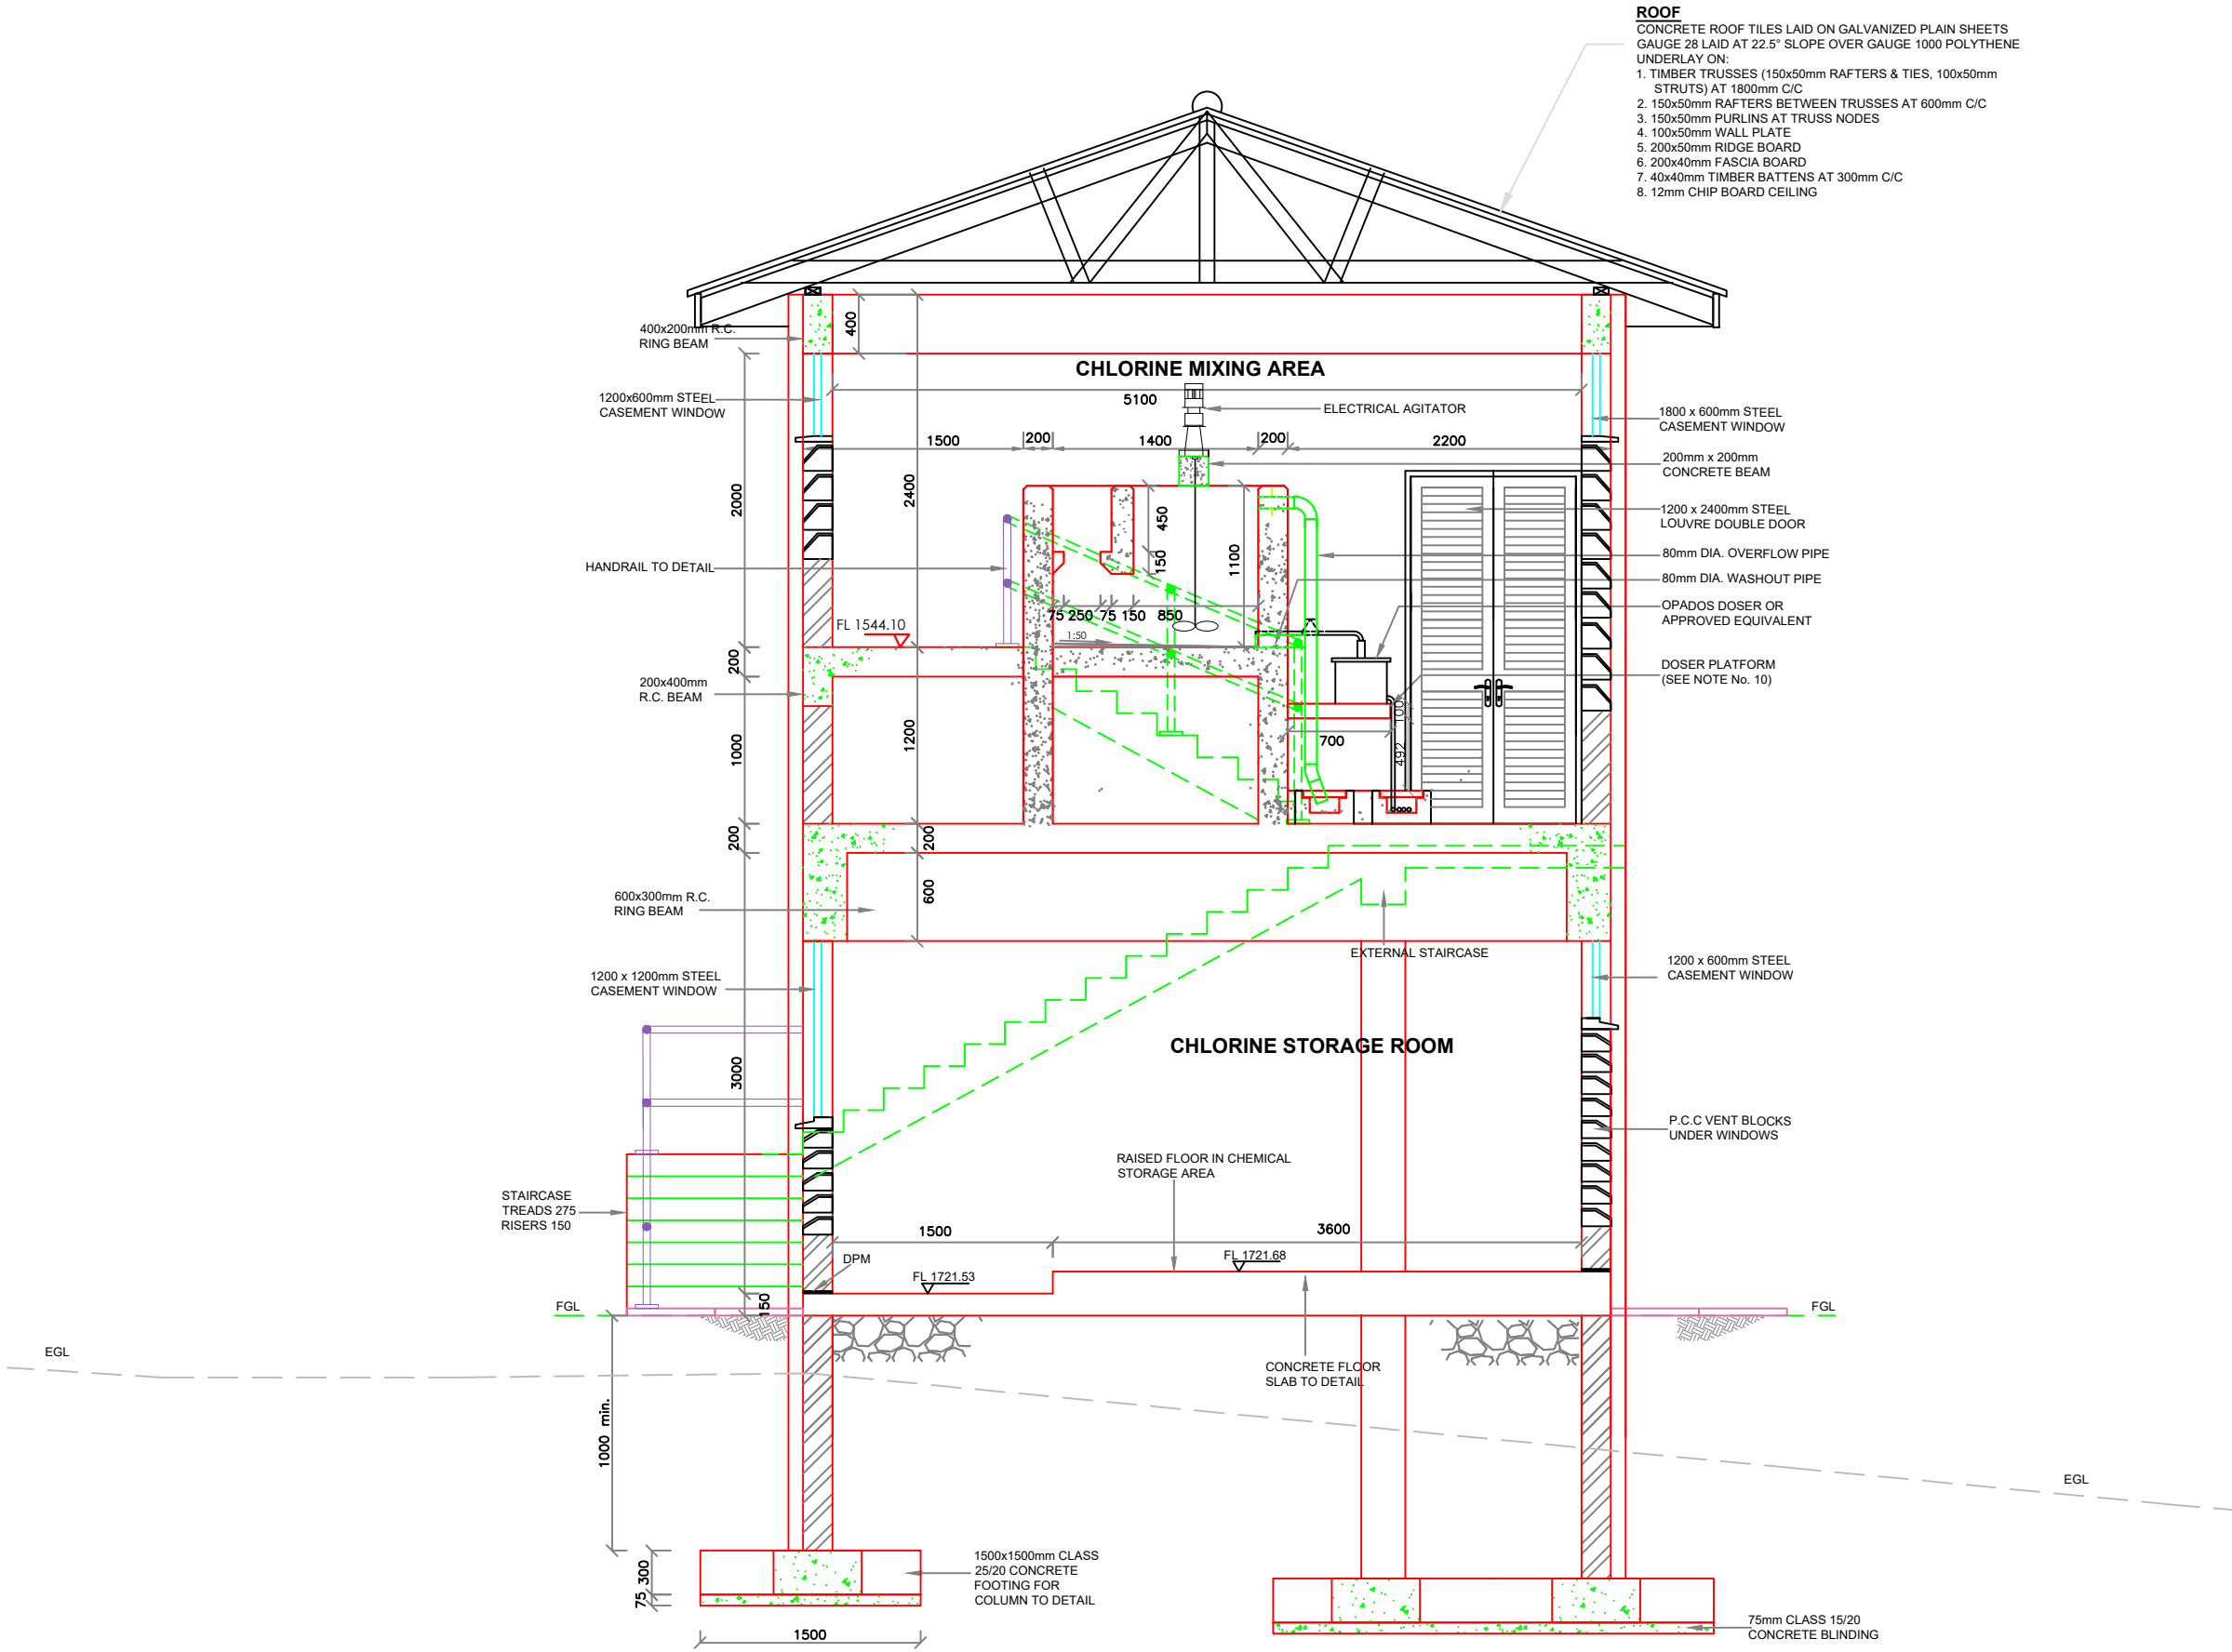 ROOF
CONCRETE ROOF TILES LAID ON GALVANIZED PLAIN SHEETS
GAUGE 28 LAID AT 22.5° SLOPE OVER GAUGE 1000 POLYTHENE
UNDERLAY ON:
1. TIMBER TRUSSES (150x50mm RAFTERS & TIES, 100x50mm
STRUTS) AT 1800mm C/C
2. 150x50mm RAFTERS BETWEEN TRUSSES AT 600mm C/C
3. 150x50mm PURLINS AT TRUSS NODES
4. 100x50mm WALL PLATE
5. 200x50mm RIDGE BOARD
6. 200x40mm FASCIA BOARD
7. 40x40mm TIMBER BATTENS AT 300mm C/C
8. 12mm CHIP BOARD CEILING
400x200mm R.C.
RING BEAM
400
CHLORINE MIXING AREA
5100
1200x600mm STEEL
CASEMENT WINDOW
ELECTRICAL AGITATOR
1800 x 600mm STEEL
CASEMENT WINDOW
1500
200
1400
200
2200
200mm x 200mm
CONCRETE BEAM
2000
2400
450
150
1100
1200 x 2400mm STEEL
LOUVRE DOUBLE DOOR
80mm DIA. OVERFLOW PIPE
HANDRAIL TO DETAIL
80mm DIA. WASHOUT PIPE
75
250
75
150
850
OPADOS DOSER OR
APPROVED EQUIVALENT
FL 1544.10
1:50
200
200x400mm
R.C. BEAM
DOSER PLATFORM
(SEE NOTE No. 10)
1000
1200
700
100
492
200
200
600x300mm R.C.
RING BEAM
600
EXTERNAL STAIRCASE
1200 x 1200mm STEEL
CASEMENT WINDOW
1200 x 600mm STEEL
CASEMENT WINDOW
CHLORINE STORAGE ROOM
3000
P.C.C VENT BLOCKS
UNDER WINDOWS
RAISED FLOOR IN CHEMICAL
STORAGE AREA
STAIRCASE
TREADS 275
RISERS 150
1500
3600
DPM
FL 1721.53
FL 1721.68
150
FGL
FGL
EGL
CONCRETE FLOOR
SLAB TO DETAIL
1000 min.
EGL
300
75
1500x1500mm CLASS
25/20 CONCRETE
FOOTING FOR
COLUMN TO DETAIL
1500
75mm CLASS 15/20
CONCRETE BLINDING